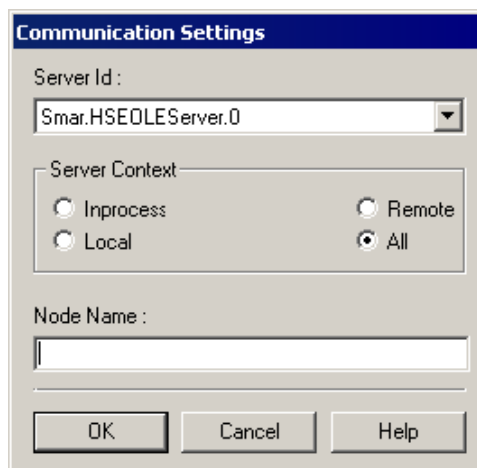 Communication Settings
Server Id :
Smar.HSEOLEServer.0
Server Context
Inprocess Remote
Local All
Node Name :
OK Cancel Help